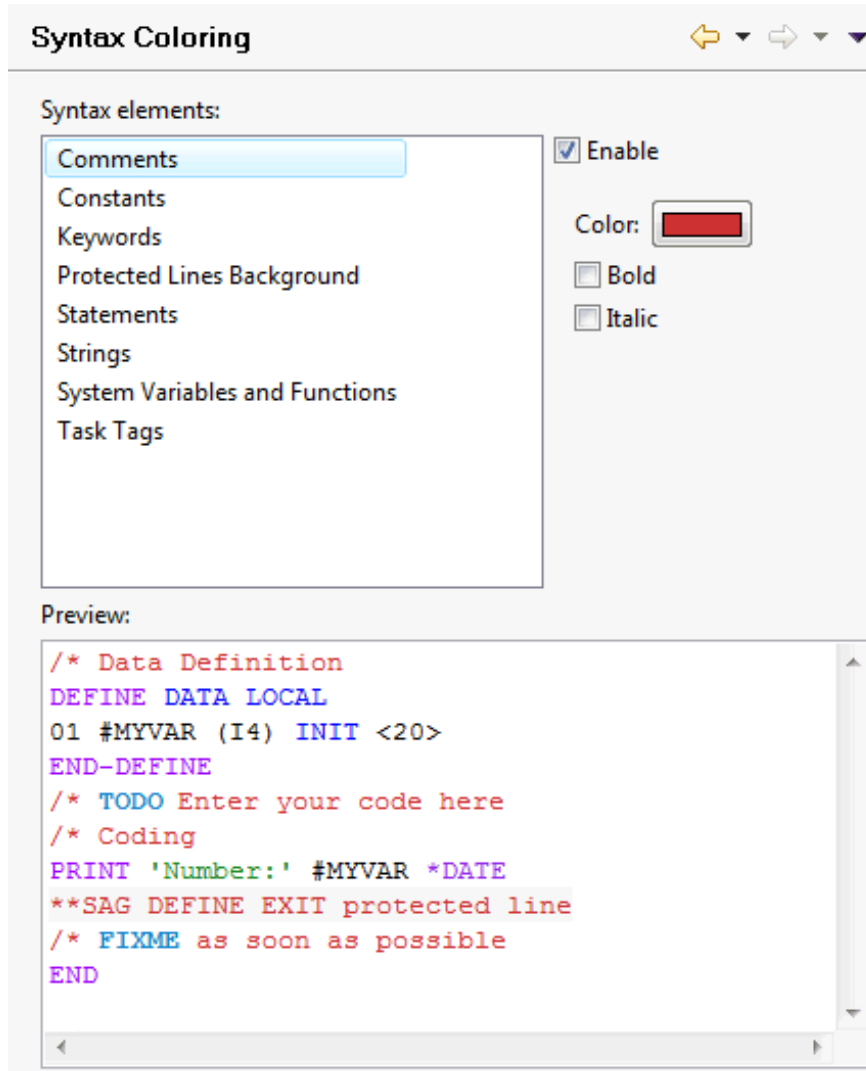 Syntax Coloring
Syntax elements:
Comments
Constants
Keywords
Protected Lines Background
Statements
Strings
System Variables and Functions
Task Tags
Enable
Color:
Bold
Italic
Preview:
/* Data Definition
DEFINE DATA LOCAL
01 #MYVAR (I4) INIT <20>
END-DEFINE
/* TODO Enter your code here
/* Coding
PRINT 'Number:' #MYVAR *DATE
**SAG DEFINE EXIT protected line
/* FIXME as soon as possible
END